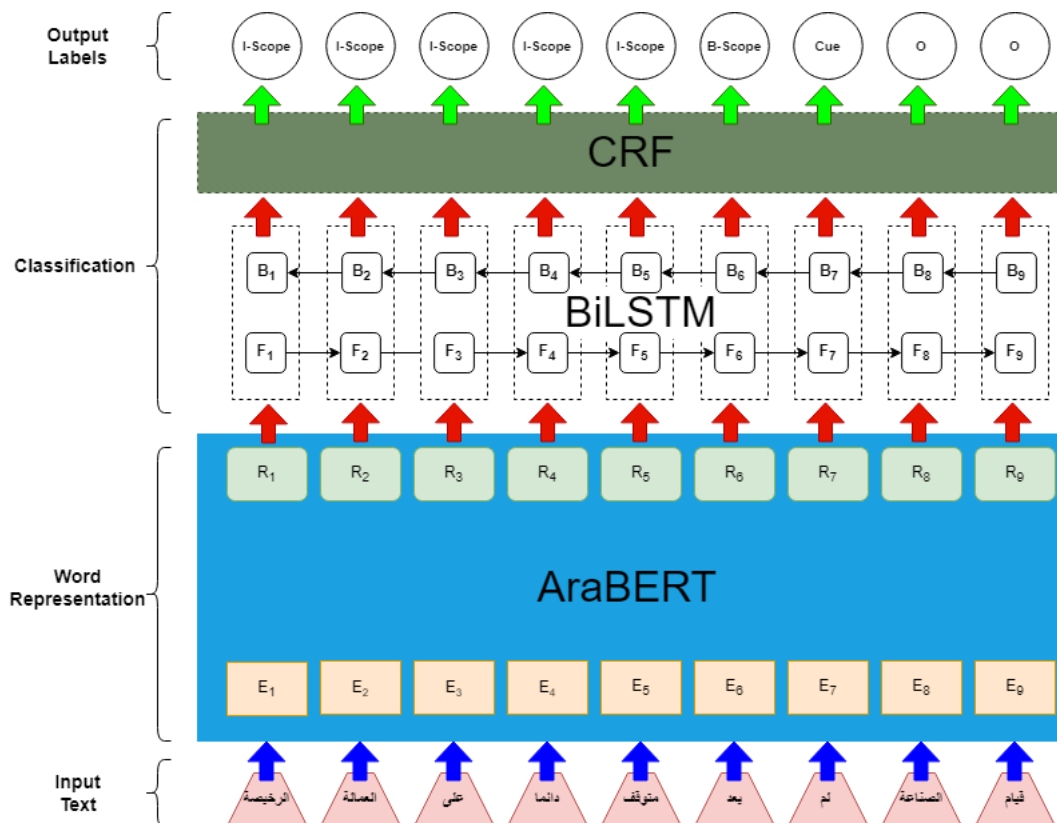 Output
Labels
I-Scope I-Scope I-Scope I-Scope I-Scope B-Scope Cue O O
CRF
Classification
B1 B2 B3 B4 B5 B6 B7 B8 B9
BiLSTM
F1 F2 F3 F4 F5 F6 F7 F8 F9
R1 R2 R3 R4 R5 R6 R7 R8 R9
Word
Representation
AraBERT
E1 E2 E3 E4 E5 E6 E7 E8 E9
Input
Text
قيام الصناعة لم يعد متوقف دائما على العمالة الرخيصة